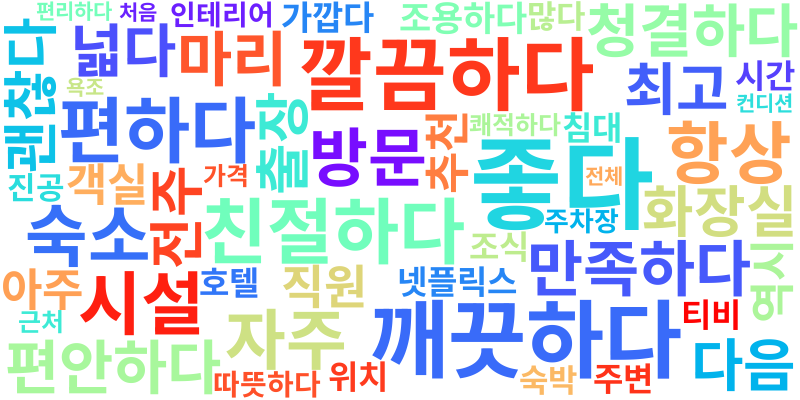 편리하다
처음
인테리어
가깝다
조용하다
많다
청결하다
괜찮다
넓다
마리
깔끔하다
최고
시간
욕조
컨디션
편하다
출장
방문
추천
쾌적하다
침대
좋다
항상
진공
객실
전주
가격
전체
숙소
친절하다
주차장
화장실
조식
아주
시설
호텔
직원
넷플릭스
만족하다
역시
근처
자주
깨끗하다
티비
편안하다
따뜻하다
위치
숙박
주변
다음